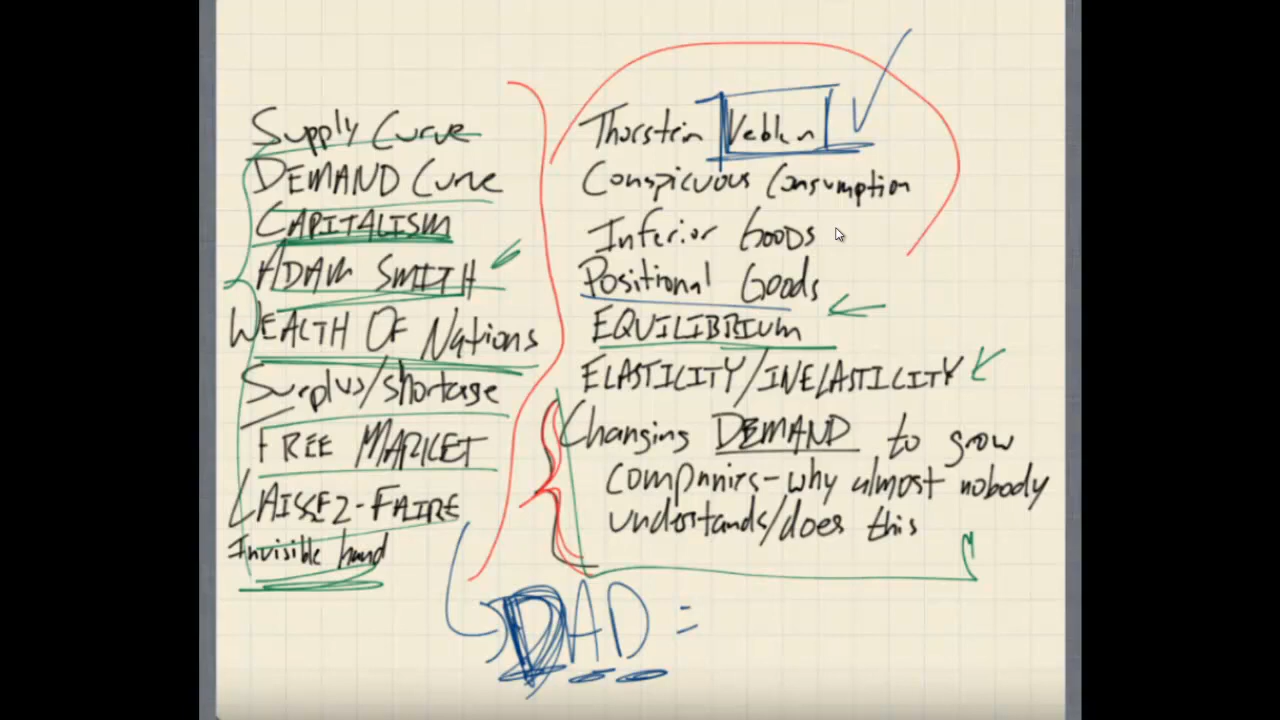 Supply Curve
DEMAND Curve
CAPITALISM
ADAM SMITH
WEALTH OF Nations
Surplus/shortage
FREE MARKET
LAISSEZ-FAIRE
Invisible hand
Thorstein Veblen
Conspicuous Consumption
Inferior Goods
Positional Goods
EQUILIBRIUM
ELASTICITY/INELASTICITY
Changing DEMAND to grow
companies-why almost nobody
understands/does this
DAD =